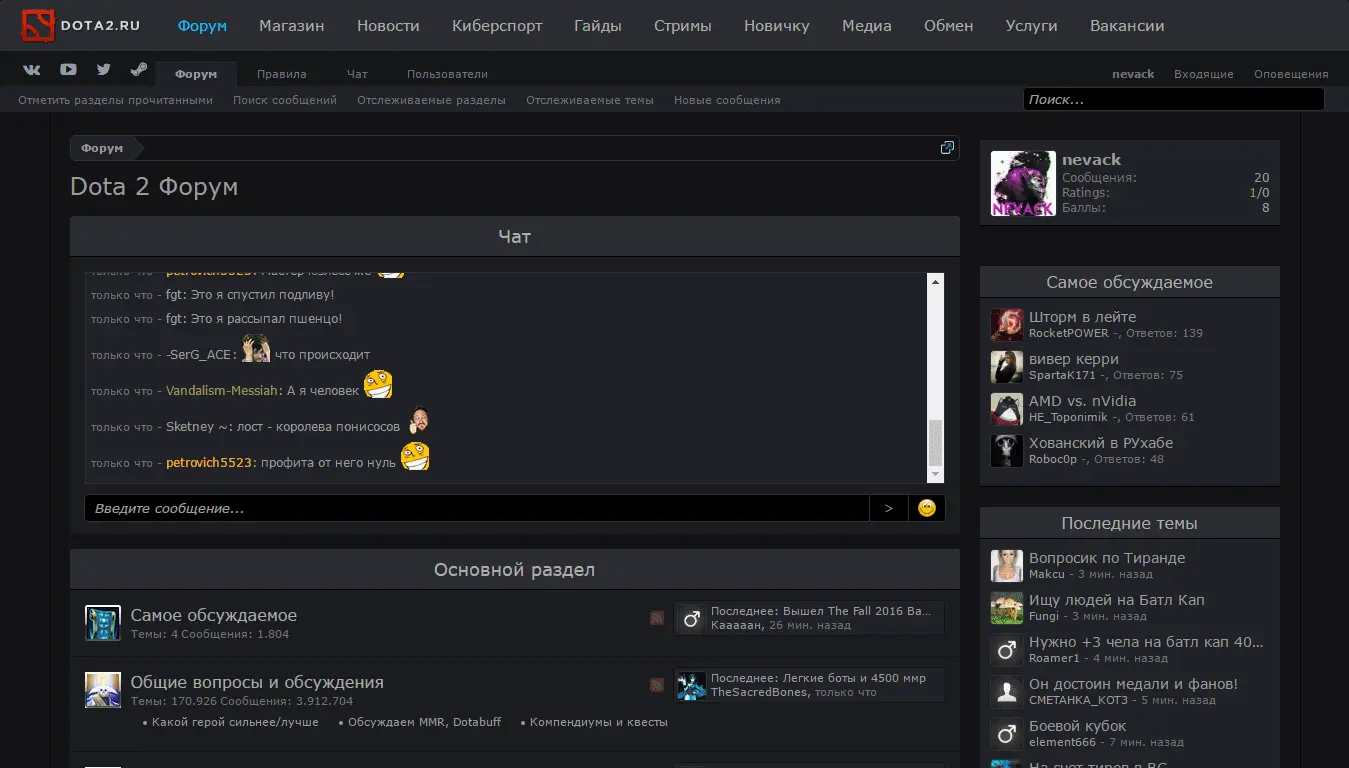 DOTA2.RU Форум Магазин Новости Киберспорт Гайды Стримы Новичку Медиа Обмен Услуги Вакансии
Форум Правила Чат Пользователи nevack Входящие Оповещения
Отметить разделы прочитанными Поиск сообщений Отслеживаемые разделы Отслеживаемые темы Новые сообщения Поиск...
Форум
Dota 2 Форум
Чат
только что - petrovich5523:
только что - fgt: Это я спустил подливу!
только что - fgt: Это я рассыпал пшенцо!
только что - -SerG_ACE: что происходит
только что - Vandalism-Messiah: А я человек
только что - Sketney ~: лост - королева понисосов
только что - petrovich5523: профита от него нуль
Введите сообщение... >
Основной раздел
Самое обсуждаемое
Темы: 4 Сообщения: 1.804
Последнее: Вышел The Fall 2016 Ba...
Кааааан, 26 мин. назад
Общие вопросы и обсуждения
Темы: 170.926 Сообщения: 3.912.704
Последнее: Легкие боты и 4500 ммр
TheSacredBones, только что
• Какой герой сильнее/лучше • Обсуждаем MMR, Dotabuff • Компендиумы и квесты
NEVACK
nevack
Сообщения: 20
Ratings: 1/0
Баллы: 8
Самое обсуждаемое
Шторм в лейте
RocketPOWER -, Ответов: 139
вивер керри
SpartaK171 -, Ответов: 75
AMD vs. nVidia
HE_Toponimik -, Ответов: 61
Хованский в РУхабе
Roboc0p -, Ответов: 48
Последние темы
Вопросик по Тиранде
Makcu - 3 мин. назад
Ищу людей на Батл Кап
Fungi - 3 мин. назад
Нужно +3 чела на батл кап 40...
Roamer1 - 4 мин. назад
Он достоин медали и фанов!
СМЕТАНКА_КОТЗ - 5 мин. назад
Боевой кубок
element666 - 7 мин. назад
На счет тиров в ВС